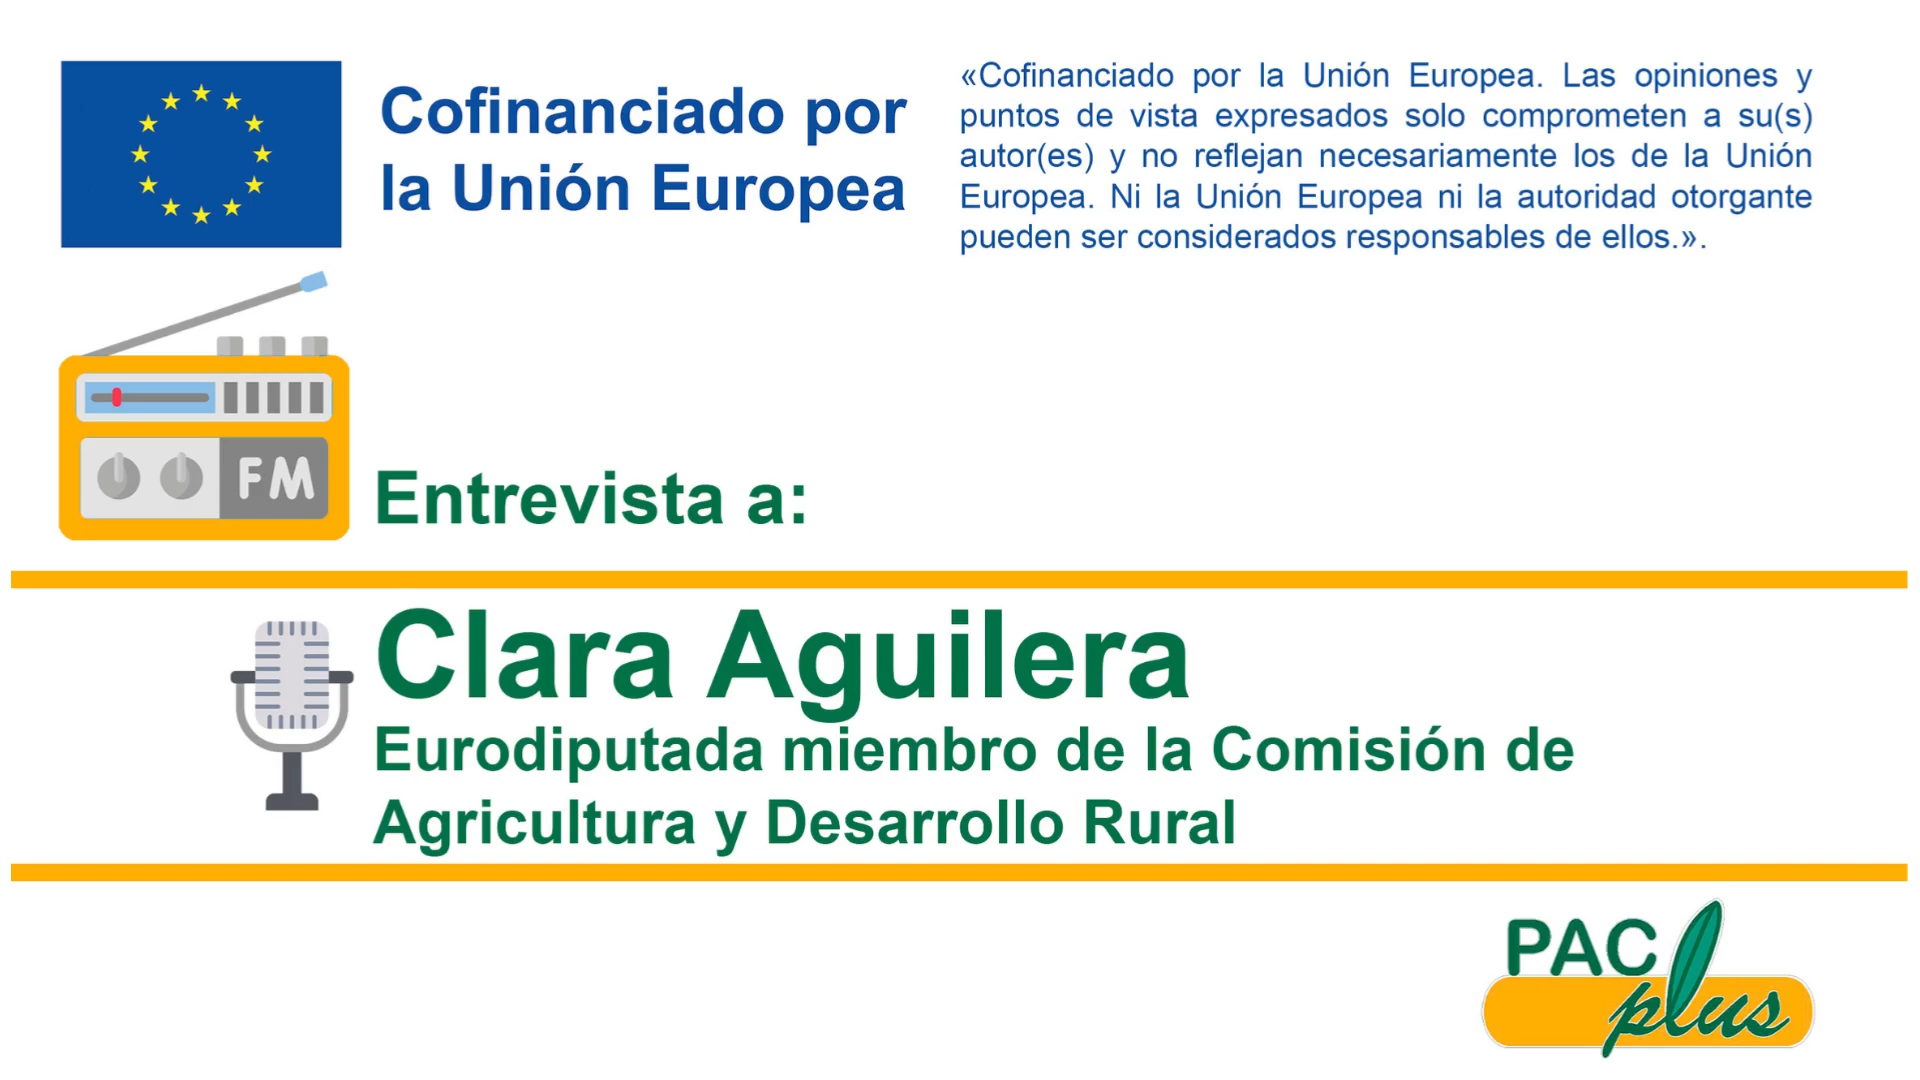 Cofinanciado por
la Unión Europea
«Cofinanciado por la Unión Europea. Las opiniones y
puntos de vista expresados solo comprometen a su(s)
autor(es) y no reflejan necesariamente los de la Unión
Europea. Ni la Unión Europea ni la autoridad otorgante
pueden ser considerados responsables de ellos.».
FM
Entrevista a:
Clara Aguilera
Eurodiputada miembro de la Comisión de
Agricultura y Desarrollo Rural
PAC
plus